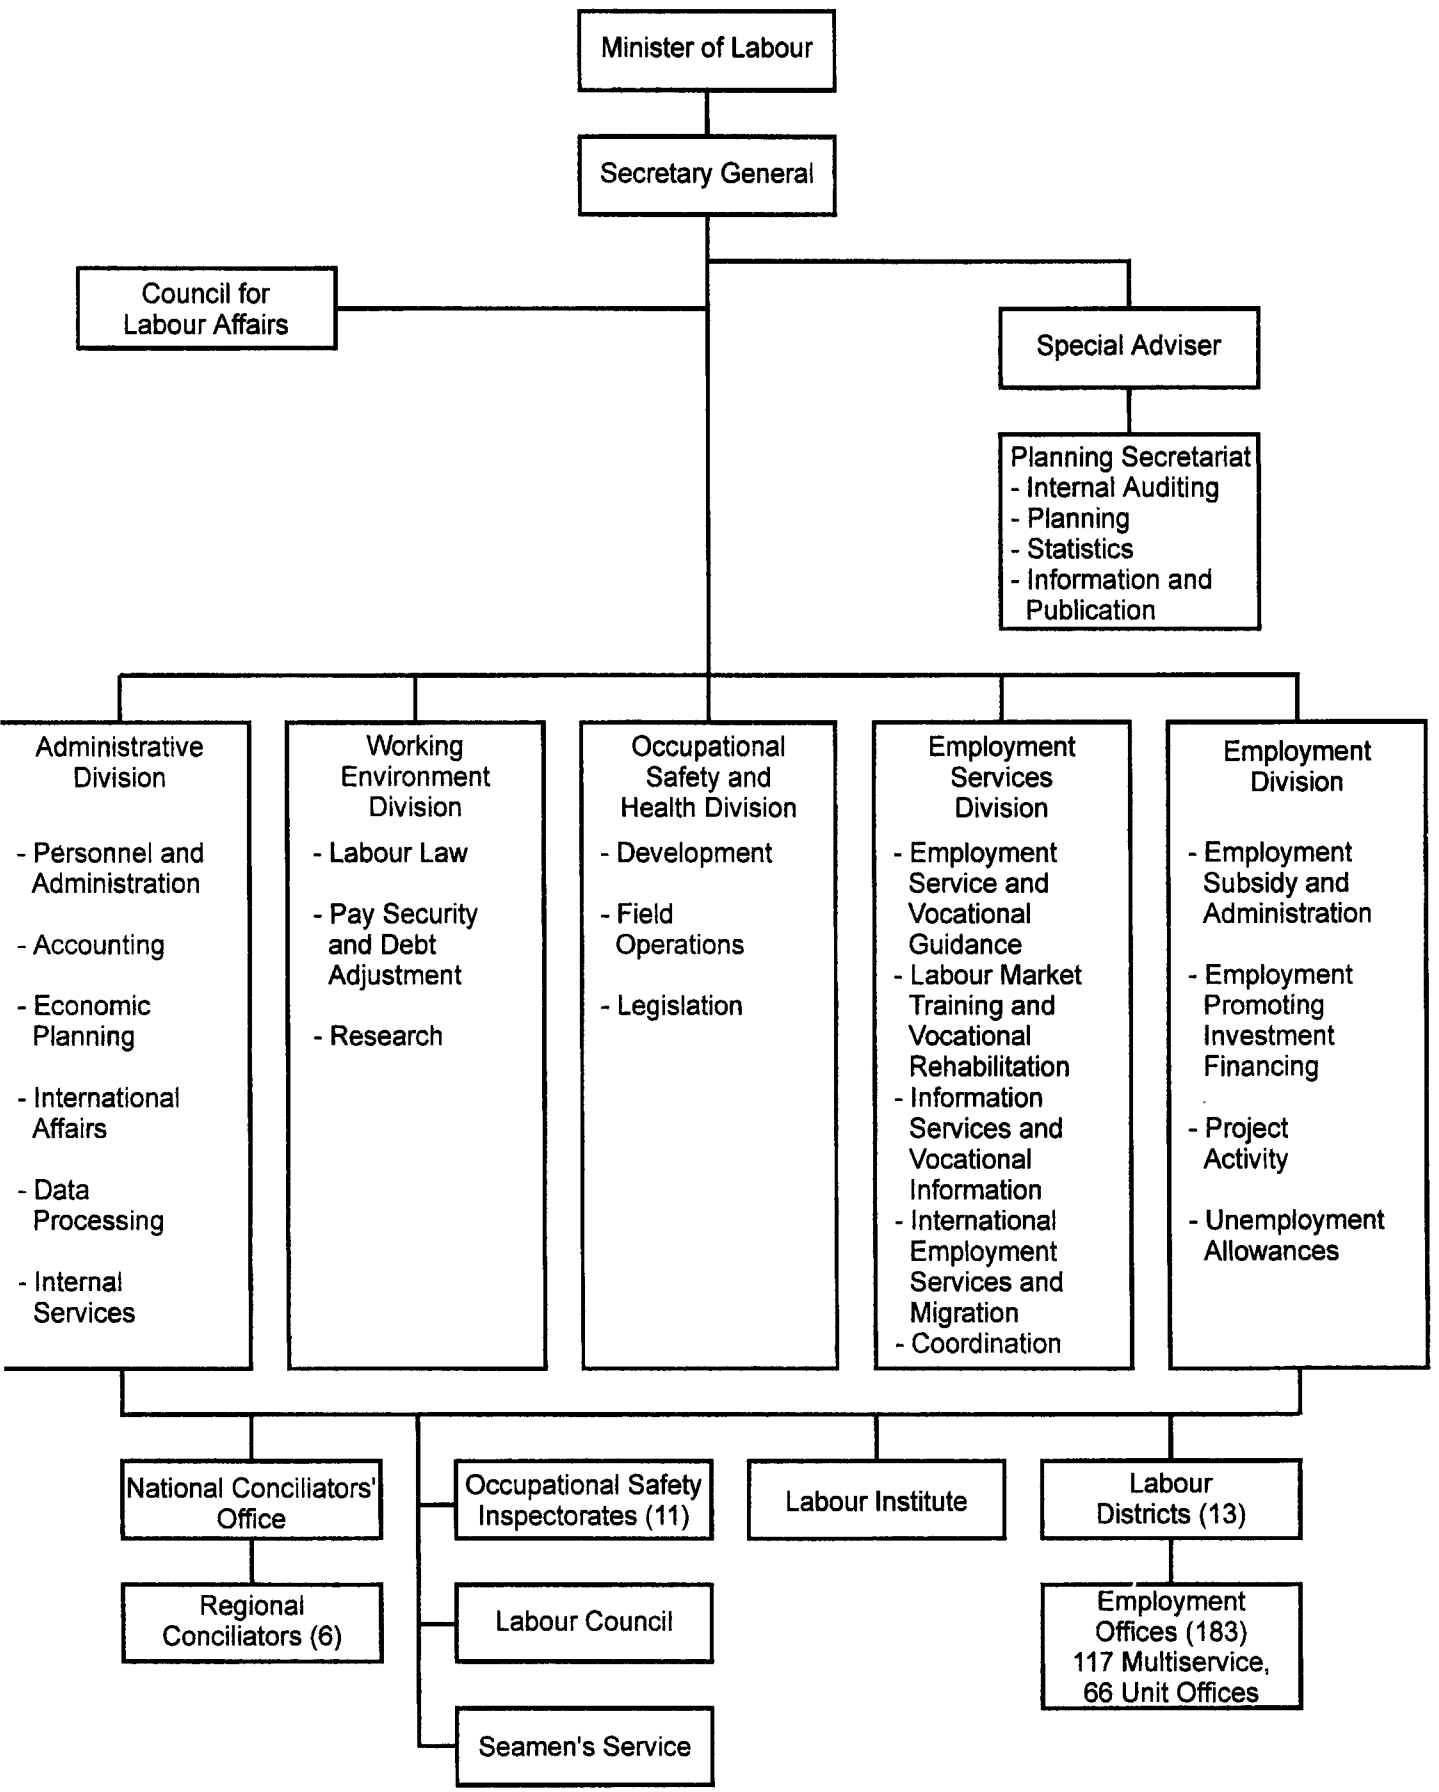 Minister of Labour
Secretary General
Council for
Labour Affairs
Special Adviser
Planning Secretariat
- Internal Auditing
- Planning
- Statistics
- Information and
Publication
Administrative
Division
- Personnel and
Administration
- Accounting
- Economic
Planning
- International
Affairs
- Data
Processing
- Internal
Services
Working
Environment
Division
- Labour Law
- Pay Security
and Debt
Adjustment
- Research
Occupational
Safety and
Health Division
- Development
- Field
Operations
- Legislation
Employment
Services
Division
- Employment
Service and
Vocational
Guidance
- Labour Market
Training and
Vocational
Rehabilitation
- Information
Services and
Vocational
Information
- International
Employment
Services and
Migration
- Coordination
Employment
Division
- Employment
Subsidy and
Administration
- Employment
Promoting
Investment
Financing
- Project
Activity
- Unemployment
Allowances
National Conciliators'
Office
Regional
Conciliators (6)
Occupational Safety
Inspectorates (11)
Labour Council
Seamen's Service
Labour Institute
Labour
Districts (13)
Employment
Offices (183)
117 Multiservice,
66 Unit Offices